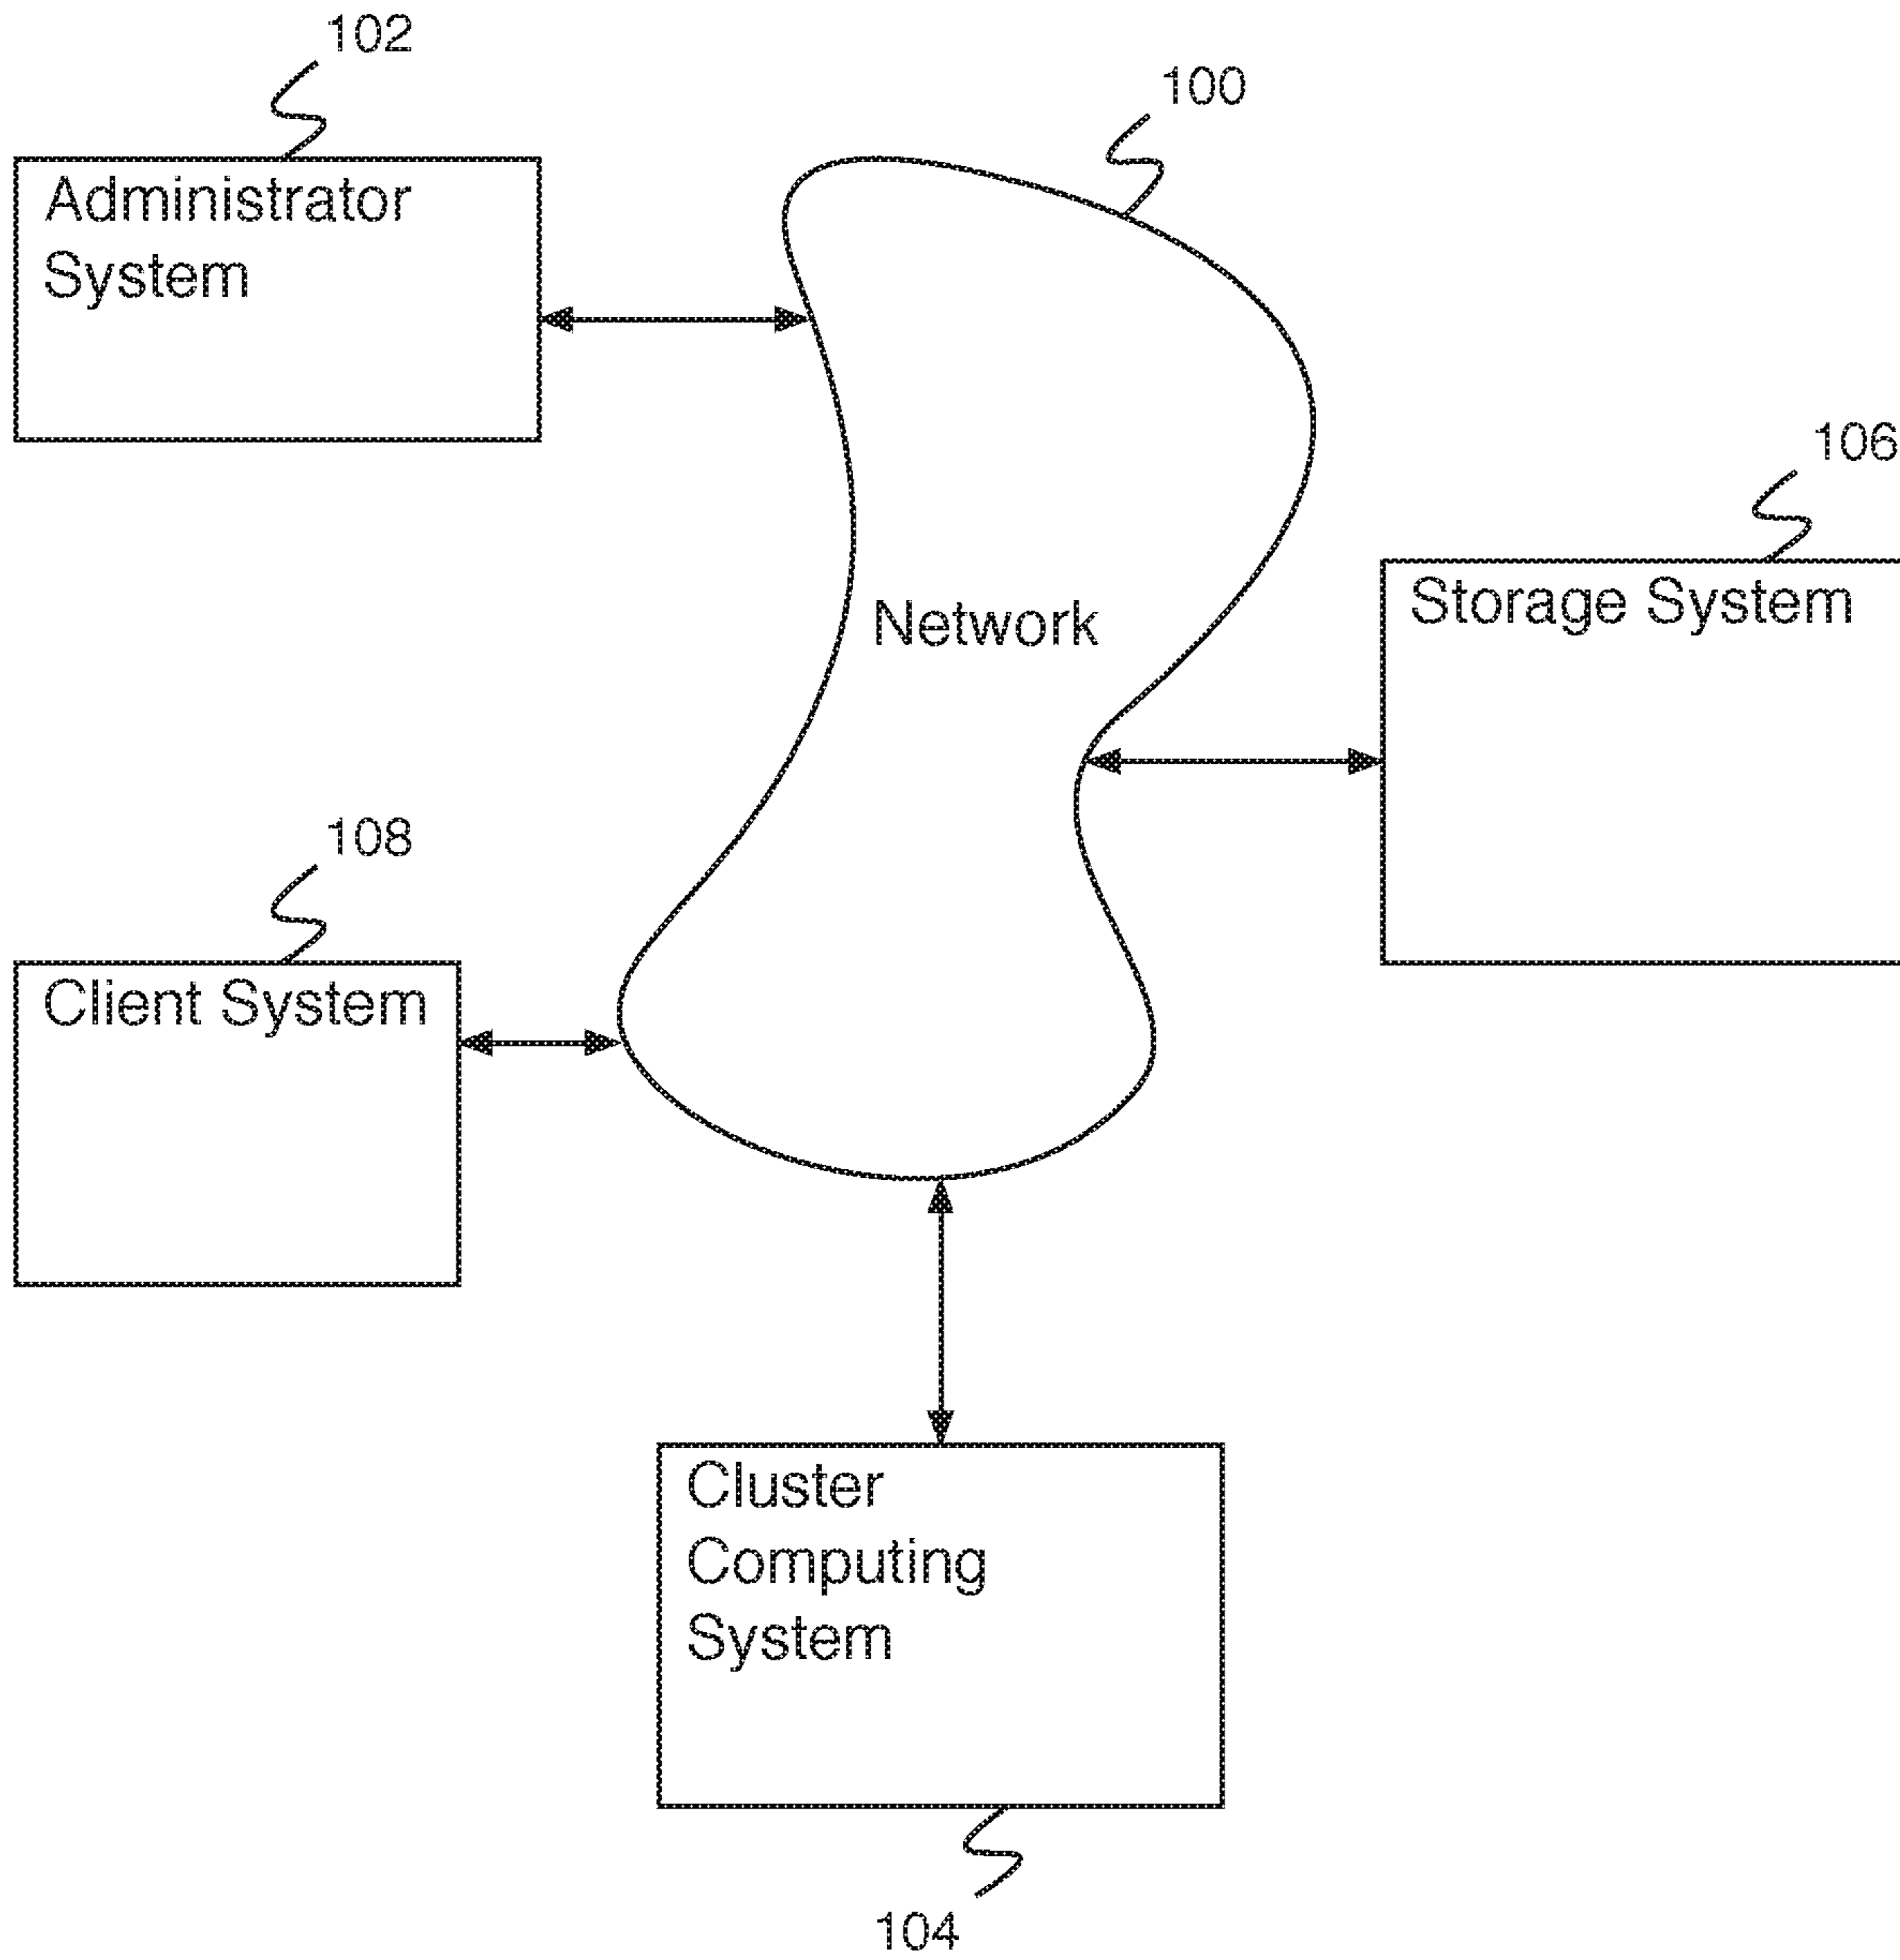 102
100
Administrator
System
106
Network
Storage System
108
Client System
Cluster
Computing
System
104